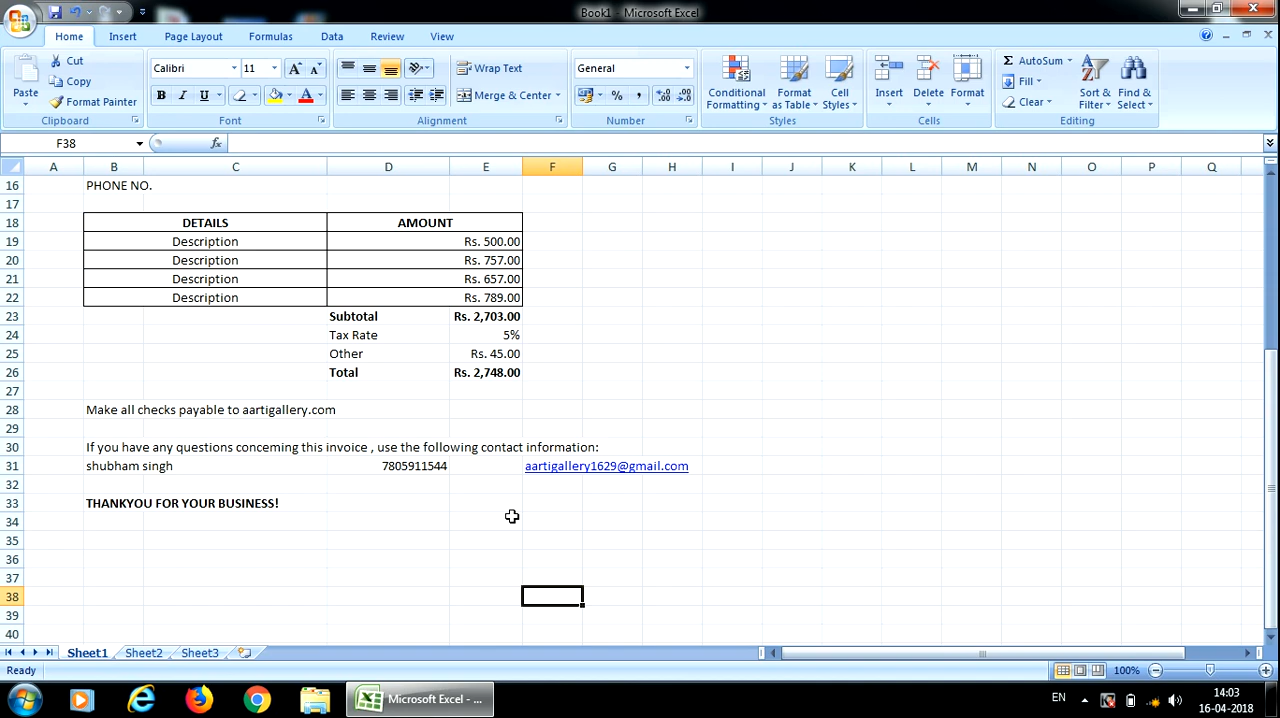 Book1 - Microsoft Excel
Home Insert Page Layout Formulas Data Review View
Paste
Cut
Copy
Format Painter
Clipboard
Calibri 11
B I U
Font
Wrap Text
Merge & Center
Alignment
General
%
Number
Conditional Formatting
Format as Table
Cell Styles
Styles
Insert Delete Format
Cells
AutoSum
Fill
Clear
Sort & Filter
Find & Select
Editing
F38 fx
A B C D E F G H I J K L M N O P Q
16 PHONE NO.
17
18 DETAILS AMOUNT
19 Description Rs. 500.00
20 Description Rs. 757.00
21 Description Rs. 657.00
22 Description Rs. 789.00
23 Subtotal Rs. 2,703.00
24 Tax Rate 5%
25 Other Rs. 45.00
26 Total Rs. 2,748.00
27
28 Make all checks payable to aartigallery.com
29
30 If you have any questions conceming this invoice , use the following contact information:
31 shubham singh 7805911544 aartigallery1629@gmail.com
32
33 THANKYOU FOR YOUR BUSINESS!
34
35
36
37
38
39
40
Sheet1 Sheet2 Sheet3
Ready 100%
Microsoft Excel - ...
EN
14:03
16-04-2018